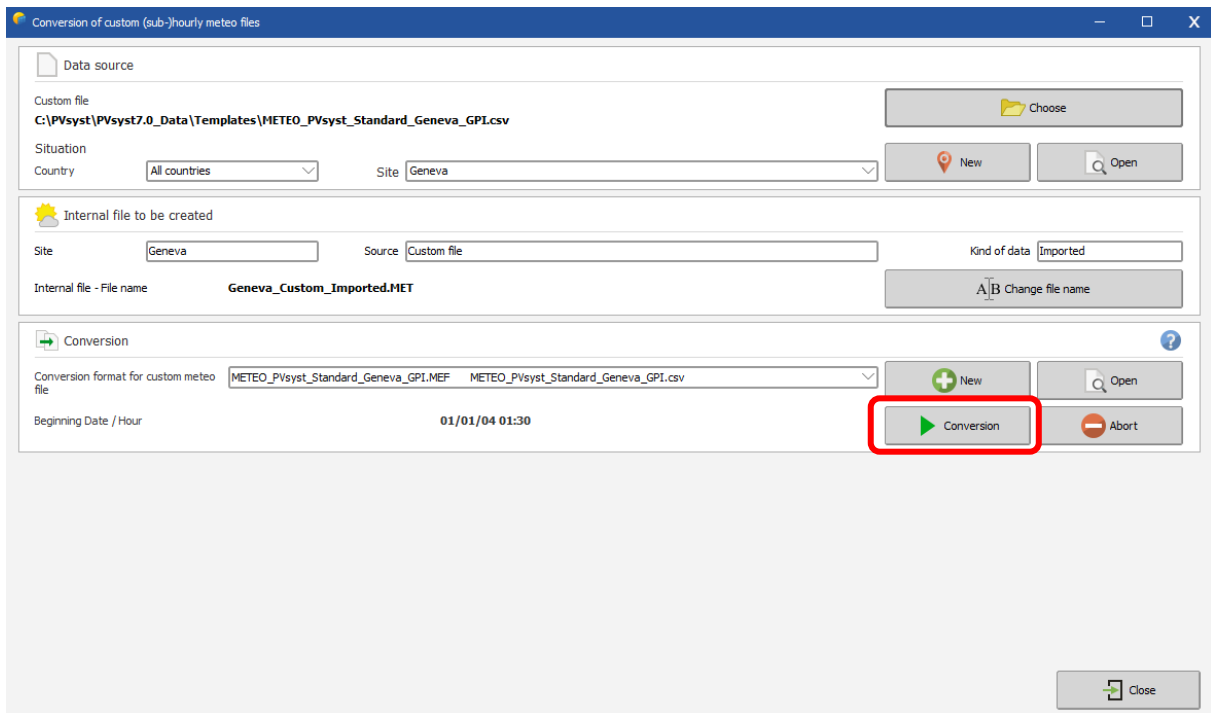 Conversion of custom (sub-)hourly meteo files
Data source
Custom file
C:\PVsyst\PVsyst7.0_Data\Templates\METEO_PVsyst_Standard_Geneva_GPI.csv
Choose
Situation
Country All countries Site Geneva New Open
Internal file to be created
Site Geneva Source Custom file Kind of data Imported
Internal file - File name Geneva_Custom_Imported.MET A|B Change file name
Conversion ?
Conversion format for custom meteo file METEO_PVsyst_Standard_Geneva_GPI.MEF METEO_PVsyst_Standard_Geneva_GPI.csv New Open
Beginning Date / Hour 01/01/04 01:30 Conversion Abort
Close